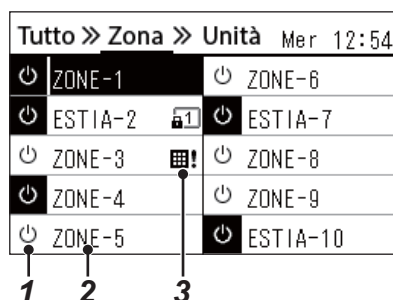 Tutto » Zona » Unità Mer 12:54
ZONE-1 ZONE-6
ESTIA-2 1 ESTIA-7
ZONE-3 ! ZONE-8
ZONE-4 ZONE-9
ZONE-5 ESTIA-10
1 2 3